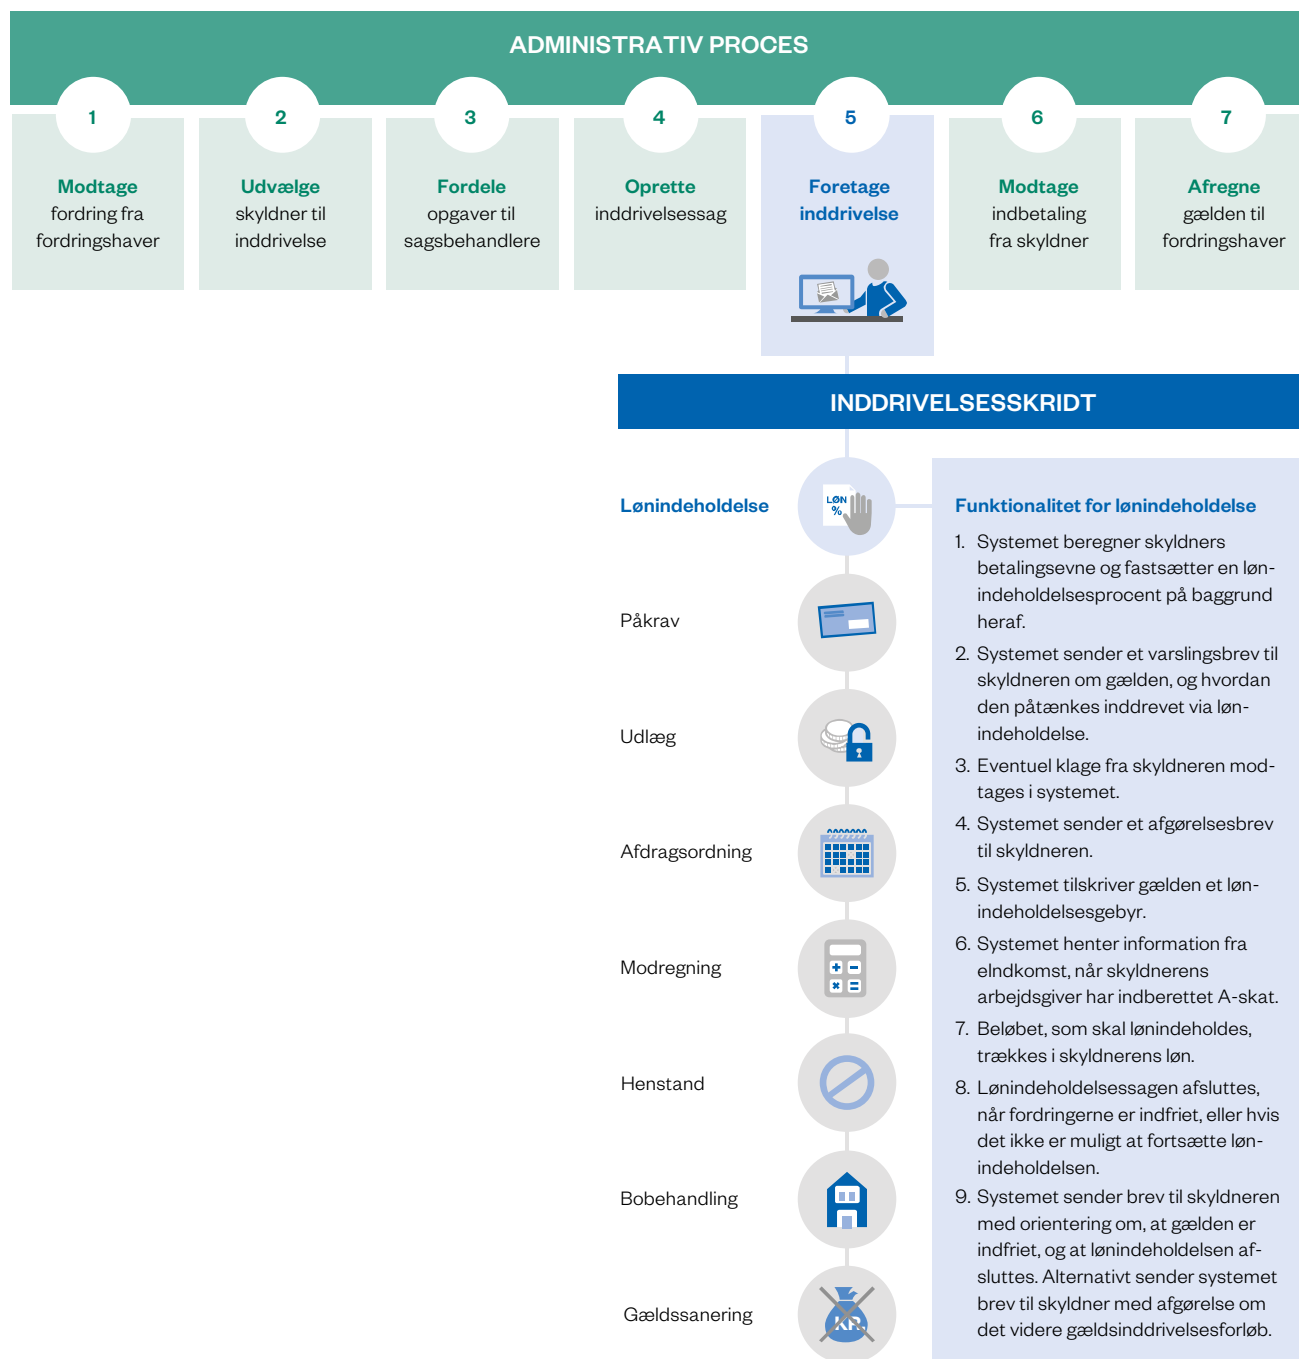 ADMINISTRATIV PROCES
1
Modtage
fordring fra
fordringshaver
2
Udvælge
skyldner til
inddrivelse
3
Fordele
opgaver til
sagsbehandlere
4
Oprette
inddrivelsessag
5
Foretage
inddrivelse
6
Modtage
indbetaling
fra skyldner
7
Afregne
gælden til
fordringshaver
INDDRIVELSESSKRIDT
Lønindeholdelse
LØN
%
Påkrav
Udlæg
Afdragsordning
Modregning
Henstand
Bobehandling
Gældssanering
KR.
Funktionalitet for lønindeholdelse
1. Systemet beregner skyldners
betalingsevne og fastsætter en løn-
indeholdelsesprocent på baggrund
heraf.
2. Systemet sender et varslingsbrev til
skyldneren om gælden, og hvordan
den påtænkes inddrevet via løn-
indeholdelse.
3. Eventuel klage fra skyldneren mod-
tages i systemet.
4. Systemet sender et afgørelsesbrev
til skyldneren.
5. Systemet tilskriver gælden et løn-
indeholdelsesgebyr.
6. Systemet henter information fra
eIndkomst, når skyldnerens
arbejdsgiver har indberettet A-skat.
7. Beløbet, som skal lønindeholdes,
trækkes i skyldnerens løn.
8. Lønindeholdelsessagen afsluttes,
når fordringerne er indfriet, eller hvis
det ikke er muligt at fortsætte løn-
indeholdelsen.
9. Systemet sender brev til skyldneren
med orientering om, at gælden er
indfriet, og at lønindeholdelsen af-
sluttes. Alternativt sender systemet
brev til skyldner med afgørelse om
det videre gældsinddrivelsesforløb.